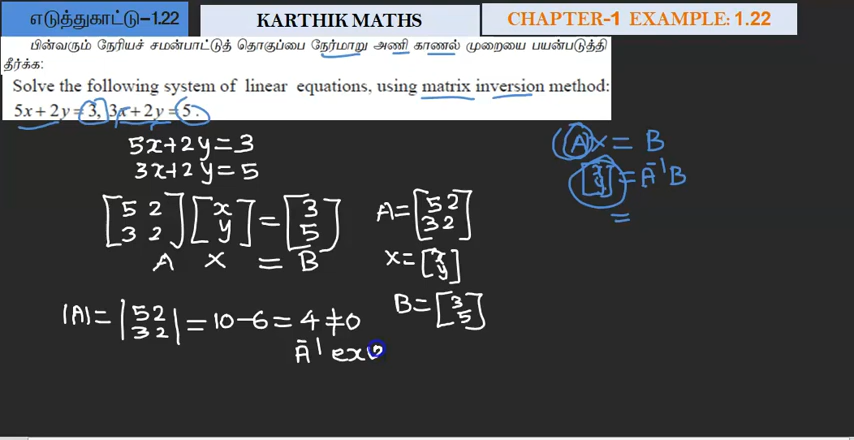 எடுத்துகாட்டு-1.22 KARTHIK MATHS CHAPTER-1 EXAMPLE: 1.22
பின்வரும் நேரியச் சமன்பாட்டுத் தொகுப்பை நேர்மாறு அணி காணல் முறையை பயன்படுத்தி
தீர்க்க:
Solve the following system of linear equations, using matrix inversion method:
5x + 2y = 3, 3x + 2y = 5.
5x+2y=3
3x+2y=5
[5 2
3 2] [x
y] = [3
5]
A X = B
A = [5 2
3 2]
X = [x
y]
B = [3
5]
|A| = |5 2
3 2| = 10-6 = 4 ≠ 0
A⁻¹ ex
AX = B
[x
y] = A⁻¹B
=